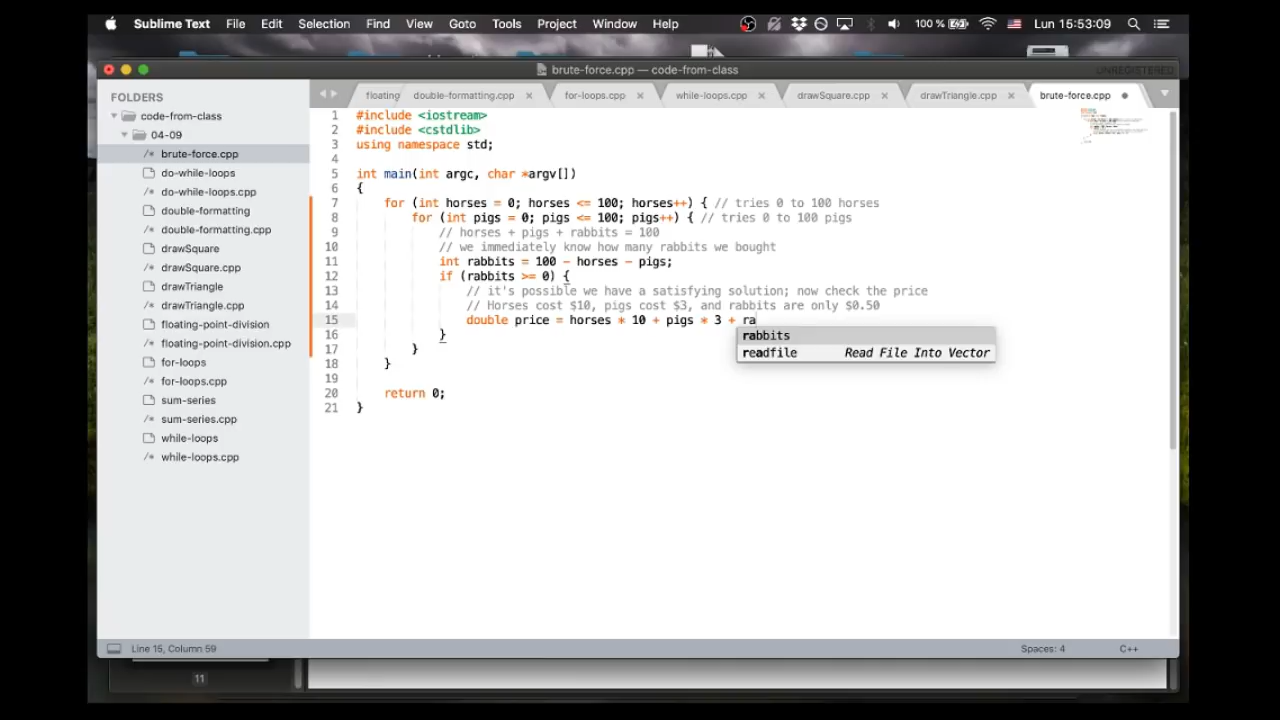 Sublime Text File Edit Selection Find View Goto Tools Project Window Help 100 % Lun 15:53:09
brute-force.cpp — code-from-class UNREGISTERED
FOLDERS
code-from-class
04-09
brute-force.cpp
do-while-loops
do-while-loops.cpp
double-formatting
double-formatting.cpp
drawSquare
drawSquare.cpp
drawTriangle
drawTriangle.cpp
floating-point-division
floating-point-division.cpp
for-loops
for-loops.cpp
sum-series
sum-series.cpp
while-loops
while-loops.cpp
floating double-formatting.cpp for-loops.cpp while-loops.cpp drawSquare.cpp drawTriangle.cpp brute-force.cpp
1 #include <iostream>
2 #include <cstdlib>
3 using namespace std;
4
5 int main(int argc, char *argv[])
6 {
7 for (int horses = 0; horses <= 100; horses++) { // tries 0 to 100 horses
8 for (int pigs = 0; pigs <= 100; pigs++) { // tries 0 to 100 pigs
9 // horses + pigs + rabbits = 100
10 // we immediately know how many rabbits we bought
11 int rabbits = 100 - horses - pigs;
12 if (rabbits >= 0) {
13 // it's possible we have a satisfying solution; now check the price
14 // Horses cost $10, pigs cost $3, and rabbits are only $0.50
15 double price = horses * 10 + pigs * 3 + ra
16 }
17 }
18 }
19
20 return 0;
21 }
rabbits
readfile Read File Into Vector
Line 15, Column 59 Spaces: 4 C++
11